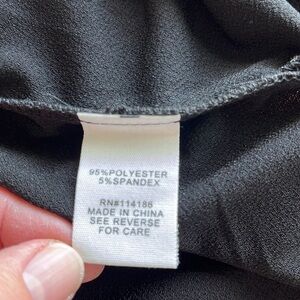 95%POLYESTER
5%SPANDEX
RN#114186
MADE IN CHINA
SEE REVERSE
FOR CARE